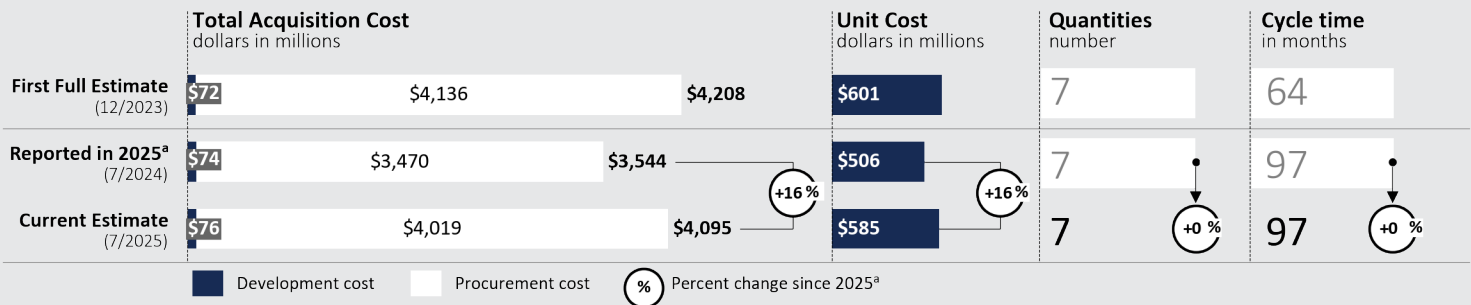 Total Acquisition Cost
dollars in millions
Unit Cost
dollars in millions
Quantities
number
Cycle time
in months
First Full Estimate
(12/2023)
$72
$4,136
$4,208
$601
7
64
Reported in 2025ᵃ
(7/2024)
$74
$3,470
$3,544
$506
7
97
+16 %
+16 %
Current Estimate
(7/2025)
$76
$4,019
$4,095
$585
7
+0 %
97
+0 %
Development cost
Procurement cost
%
Percent change since 2025ᵃ